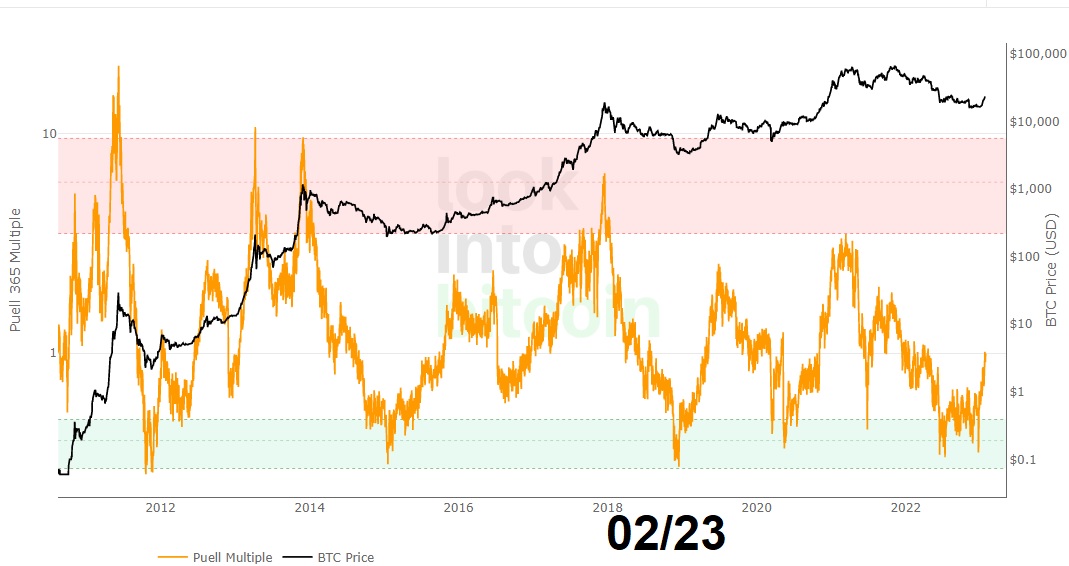 $100,000
10
$10,000
look
$1,000
into
Puell 365 Multiple
BTC Price (USD)
$100
bitcoin
$10
1
$1
$0.1
2012 2014 2016 2018 2020 2022
02/23
Puell Multiple BTC Price